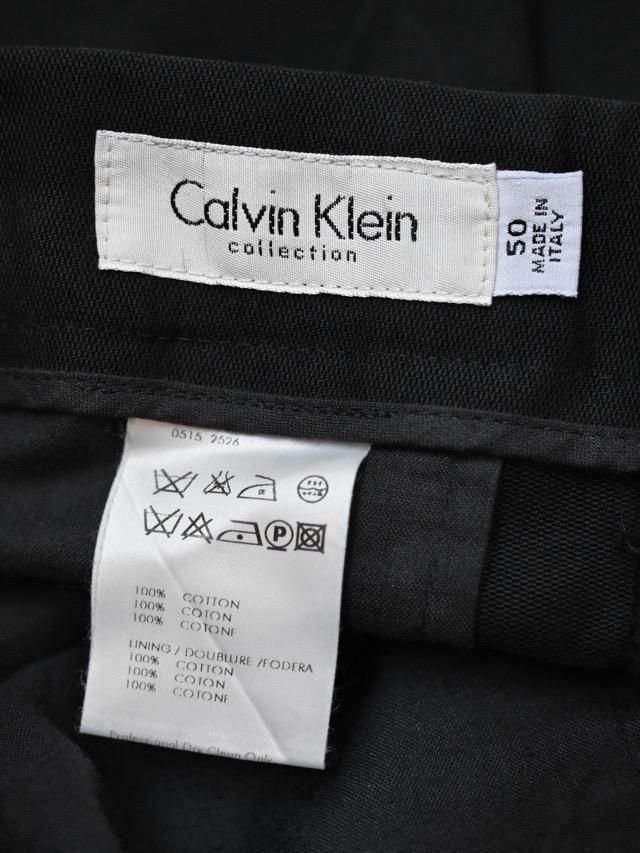 Calvin Klein
collection
50
MADE IN
ITALY
0515 2526
P
100% COTTON
100% COTON
100% COTONE
LINING / DOUBLURE /FODERA
100% COTTON
100% COTON
100% COTONE
Professional Dry Clean Only